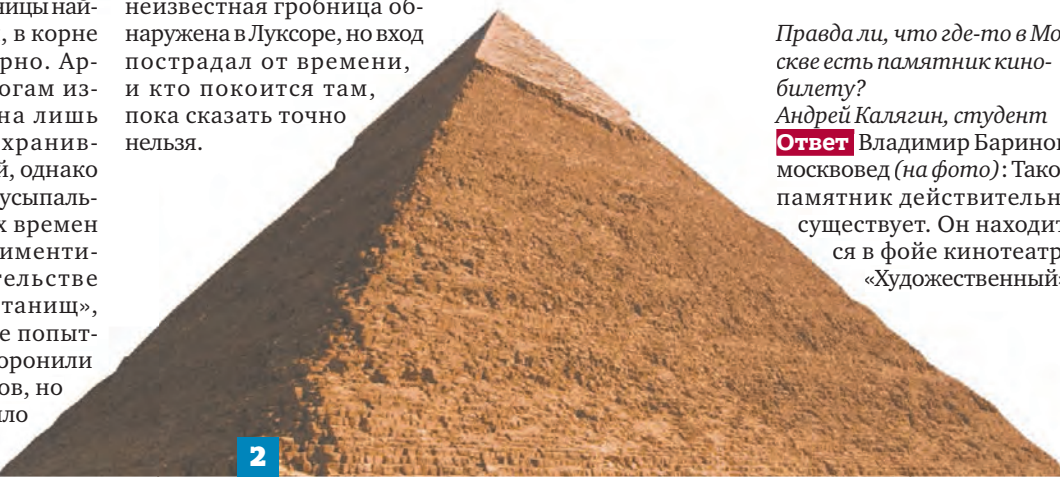 ницы най-
, в корне
рно. Ар-
огам из-
на лишь
хранив-
й, однако
усыпаль-
х времен
именти-
тельстве
танищ»,
е попыт-
оронили
ов, но
ло
неизвестная гробница об-
наружена в Луксоре, но вход
пострадал от времени,
и кто покоится там,
пока сказать точно
нельзя.
2
Правда ли, что где-то в Мо
скве есть памятник кино-
билету?
Андрей Калягин, студент
Ответ Владимир Баринов
москвовед (на фото): Тако
памятник действительн
существует. Он находит
ся в фойе кинотеатр
«Художественный»